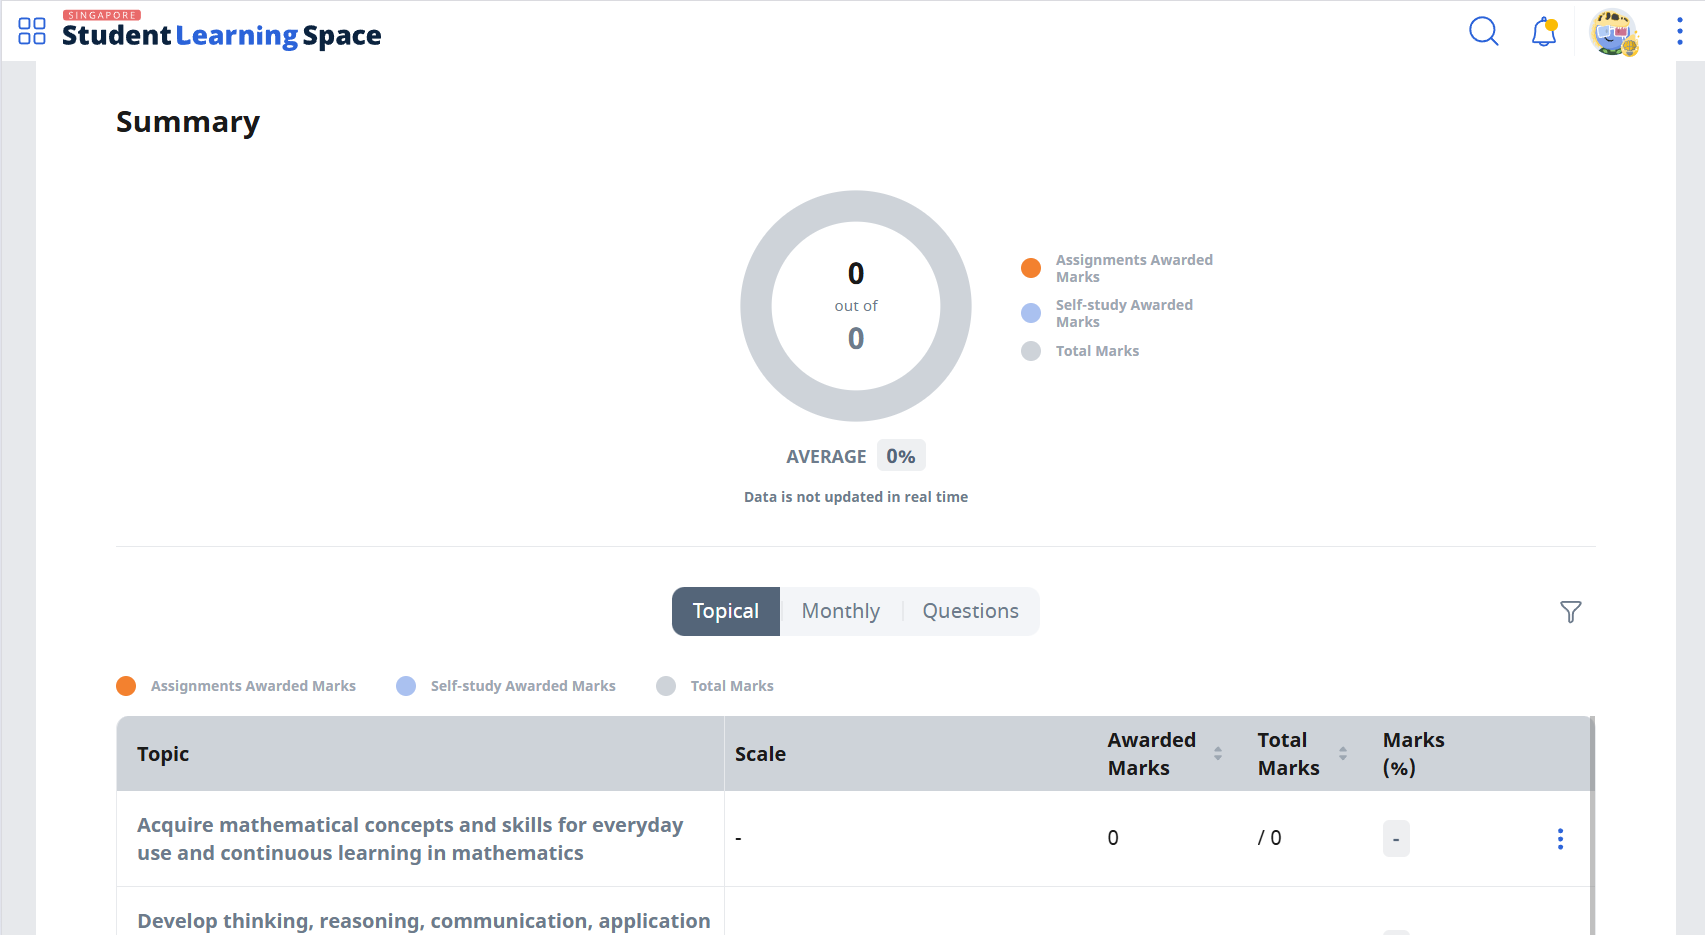 SINGAPORE
Student Learning Space
Summary
0
out of
0
Assignments Awarded
Marks
Self-study Awarded
Marks
Total Marks
AVERAGE 0%
Data is not updated in real time
Topical Monthly Questions
Assignments Awarded Marks Self-study Awarded Marks Total Marks
Topic Scale Awarded Marks Total Marks Marks (%)
Acquire mathematical concepts and skills for everyday
use and continuous learning in mathematics
- 0 / 0 -
Develop thinking, reasoning, communication, application